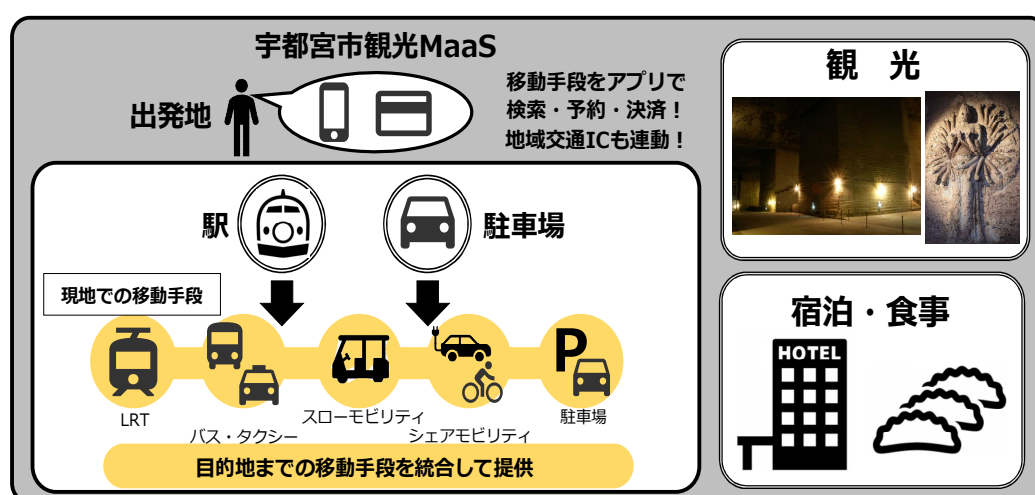 宇都宮市観光MaaS
出発地
移動手段をアプリで
検索・予約・決済！
地域交通ICも連動！
駅
駐車場
現地での移動手段
P
LRT
バス・タクシー
スローモビリティ
シェアモビリティ
駐車場
目的地までの移動手段を統合して提供
観　光
宿泊・食事
HOTEL